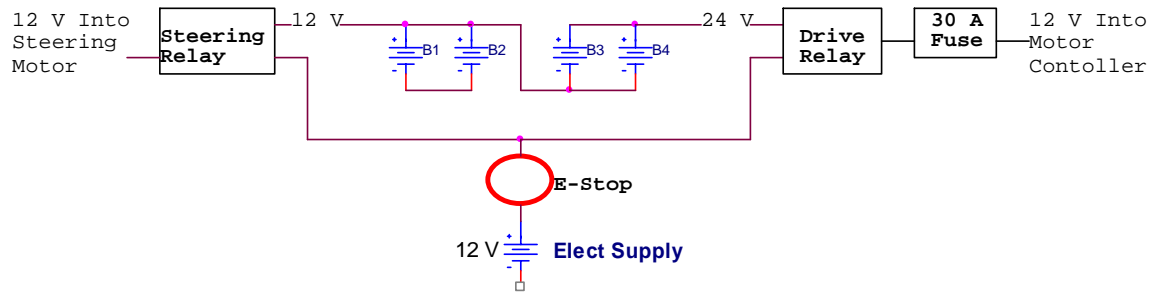 12 V Into
Steering
Motor
Steering
Relay
12 V
+
B1
-
+
B2
-
+
B3
-
+
B4
-
24 V
Drive
Relay
30 A
Fuse
12 V Into
Motor
Contoller
E-Stop
12 V
+
-
Elect Supply